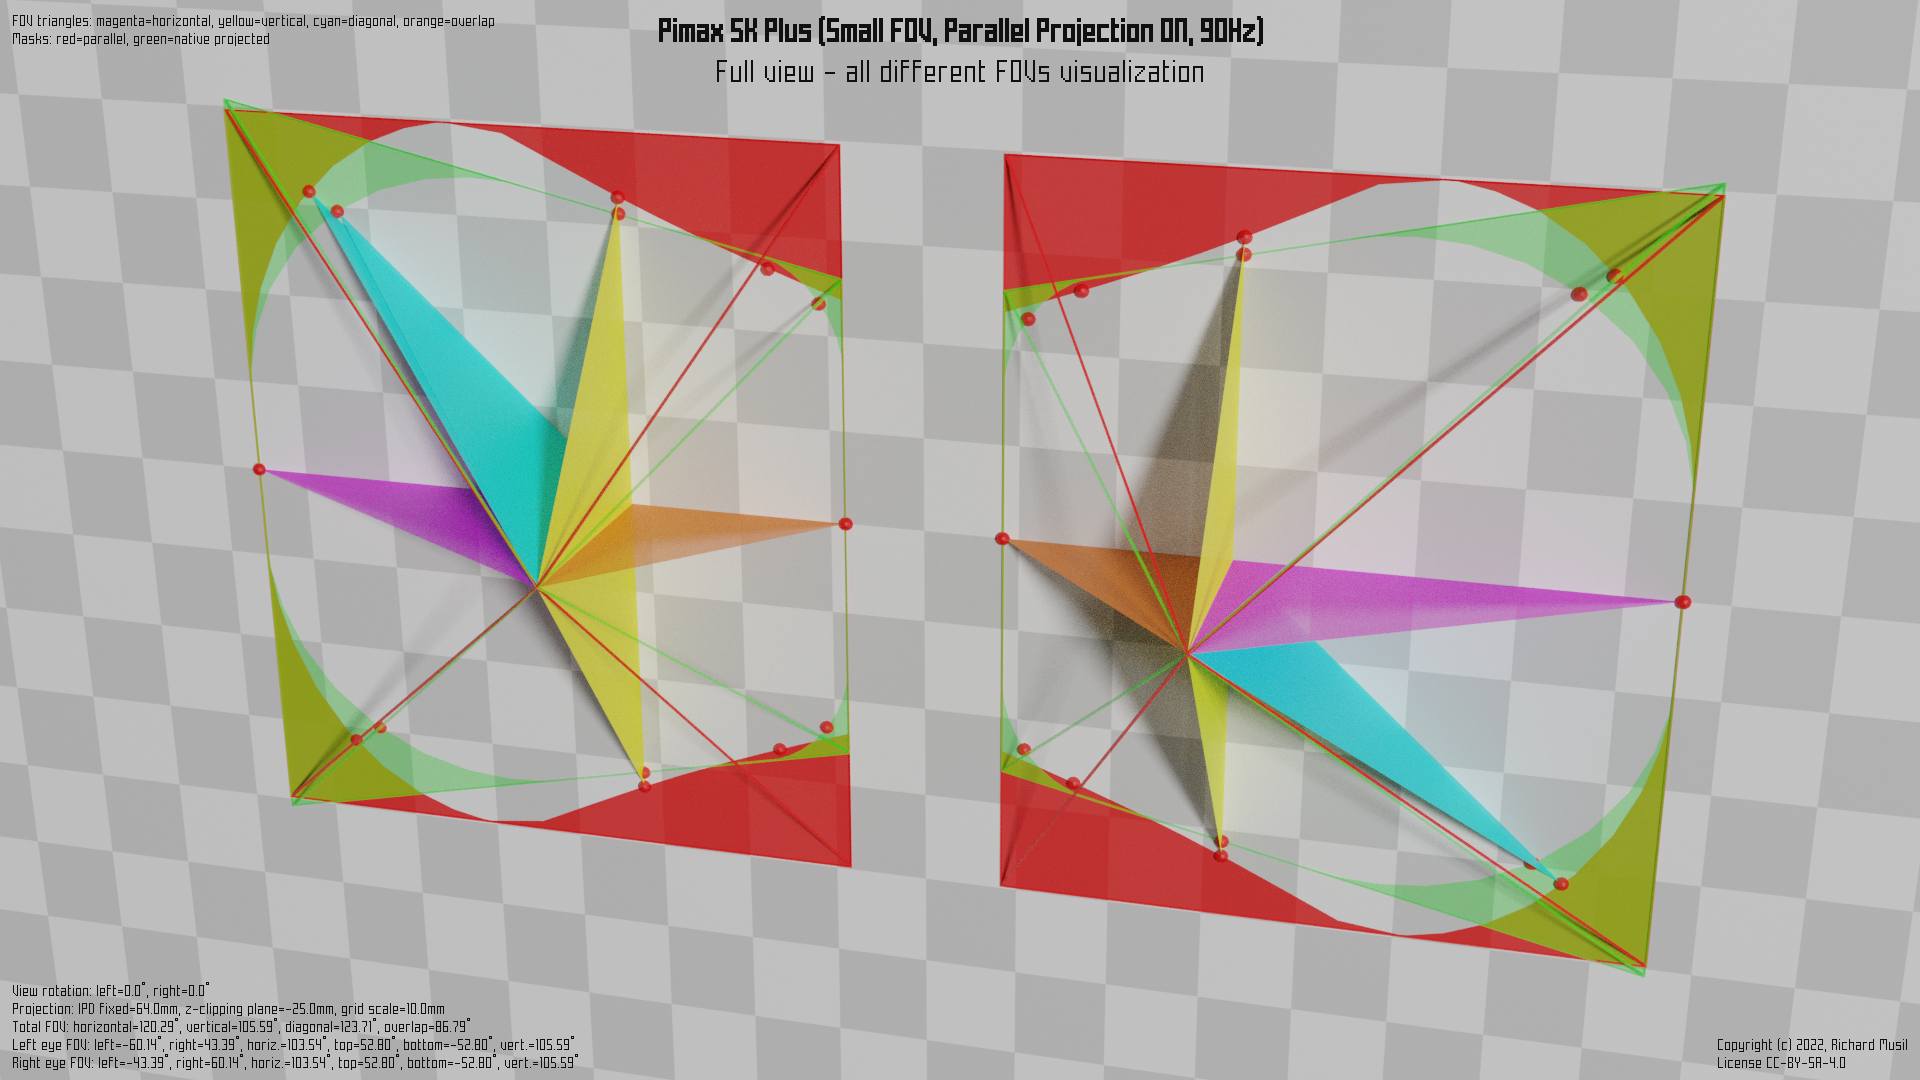 FOV triangles: magenta=horizontal, yellow=vertical, cyan=diagonal, orange=overlap
Masks: red=parallel, green=native projected
Pimax 5K Plus (Small FOV, Parallel Projection ON, 90Hz)
Full view - all different FOVs visualization
View rotation: left=0.0°, right=0.0°
Projection: IPD fixed=64.0mm, z-clipping plane=-25.0mm, grid scale=10.0mm
Total FOV: horizontal=120.29°, vertical=105.59°, diagonal=123.71°, overlap=86.79°
Left eye FOV: left=-60.14°, right=43.39°, horiz.=103.54°, top=52.80°, bottom=-52.80°, vert.=105.59°
Right eye FOV: left=-43.39°, right=60.14°, horiz.=103.54°, top=52.80°, bottom=-52.80°, vert.=105.59°
Copyright (c) 2022, Richard Musil
License CC-BY-SA-4.0